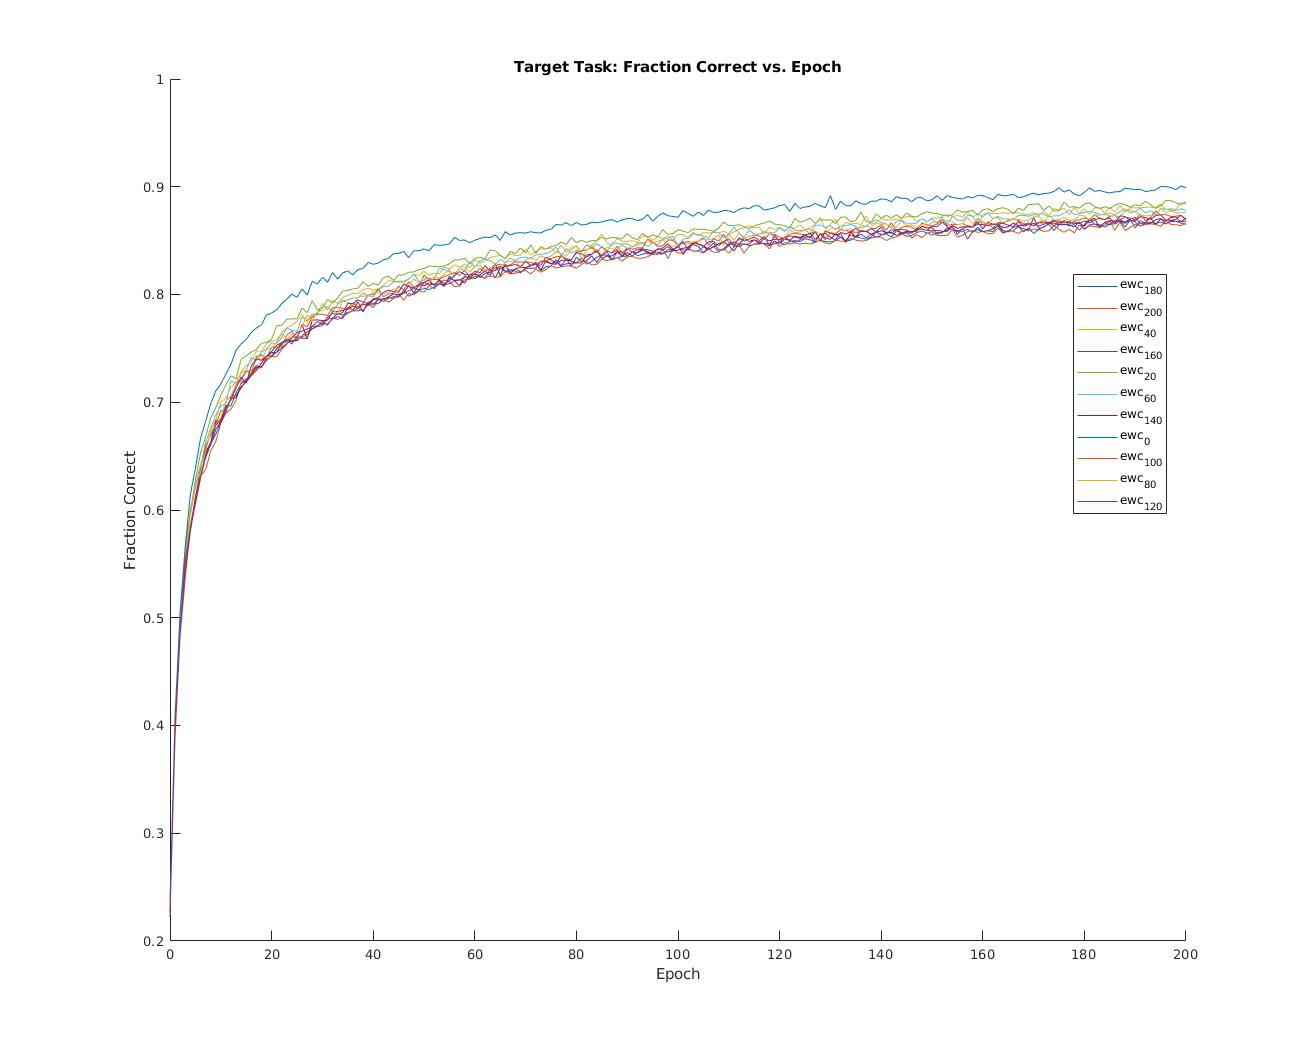 Target Task: Fraction Correct vs. Epoch
1
0.9
0.8
0.7
0.6
0.5
0.4
0.3
0.2
Fraction Correct
0 20 40 60 80 100 120 140 160 180 200
Epoch
ewc180
ewc200
ewc40
ewc160
ewc20
ewc60
ewc140
ewc0
ewc100
ewc80
ewc120